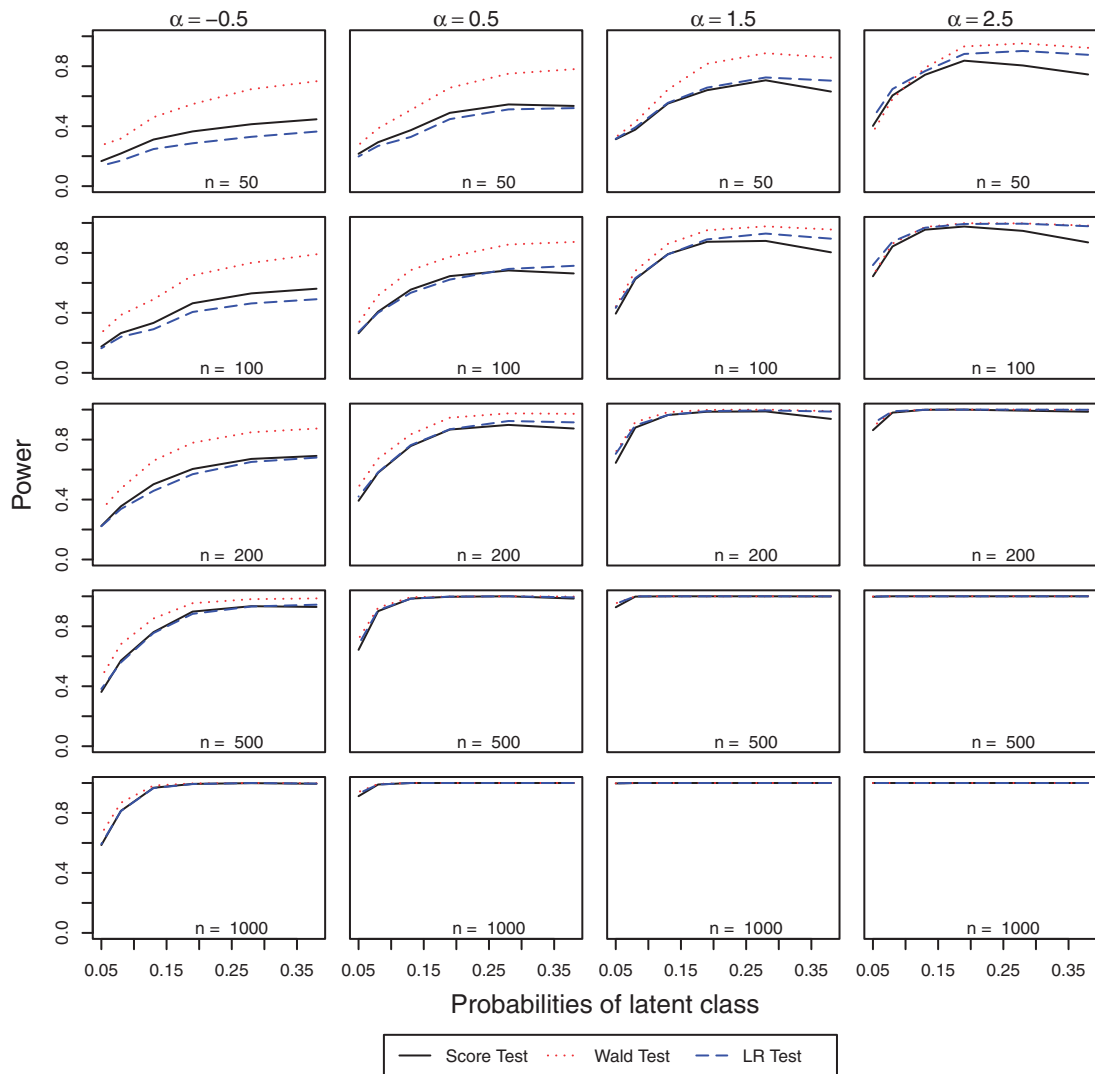 α = −0.5 α = 0.5 α = 1.5 α = 2.5
0.0 0.4 0.8
n = 50 n = 50 n = 50 n = 50
0.0 0.4 0.8
n = 100 n = 100 n = 100 n = 100
Power
0.0 0.4 0.8
n = 200 n = 200 n = 200 n = 200
0.0 0.4 0.8
n = 500 n = 500 n = 500 n = 500
0.0 0.4 0.8
n = 1000 n = 1000 n = 1000 n = 1000
0.05 0.15 0.25 0.35 0.05 0.15 0.25 0.35 0.05 0.15 0.25 0.35 0.05 0.15 0.25 0.35
Probabilities of latent class
Score Test Wald Test LR Test